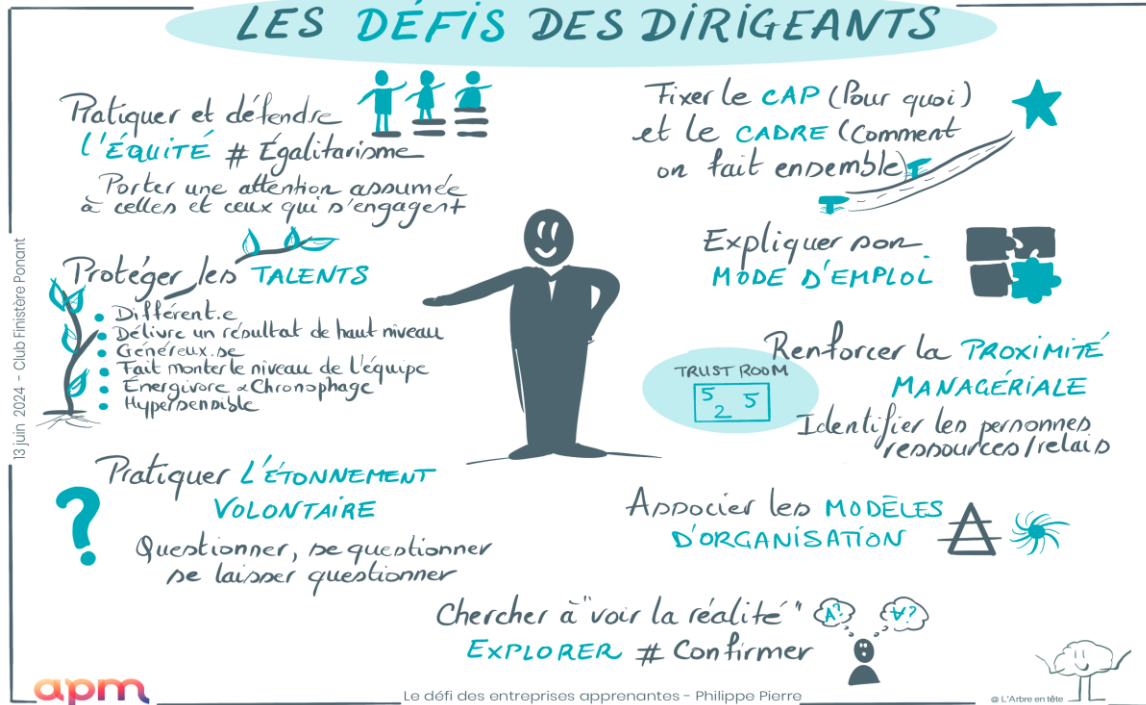 LES DÉFIS DES DIRIGEANTS
Pratiquer et défendre
L'ÉQUITÉ # Égalitarisme
Porter une attention assumée
à celles et ceux qui s'engagent
Protéger les TALENTS
Différent.e
Délivre un résultat de haut niveau
Généreux.se
Fait monter le niveau de l'équipe
Énergivore & Chronophage
Hypersensible
Pratiquer L'ÉTONNEMENT
VOLONTAIRE
?
Questionner, se questionner
se laisser questionner
Fixer le CAP (Pour quoi)
et le CADRE (Comment
on fait ensemble)
Expliquer son
MODE D'EMPLOI
Renforcer la PROXIMITÉ
MANAGÉRIALE
TRUST ROOM
5 5
2
Identifier les personnes
ressources/relais
Associer les MODÈLES
D'ORGANISATION
Chercher à "voir la réalité"
EXPLORER # Confirmer
A? ∀?
13 juin 2024 - Club Finistère Ponant
apm
Le défi des entreprises apprenantes - Philippe Pierre
@ L'Arbre en tête